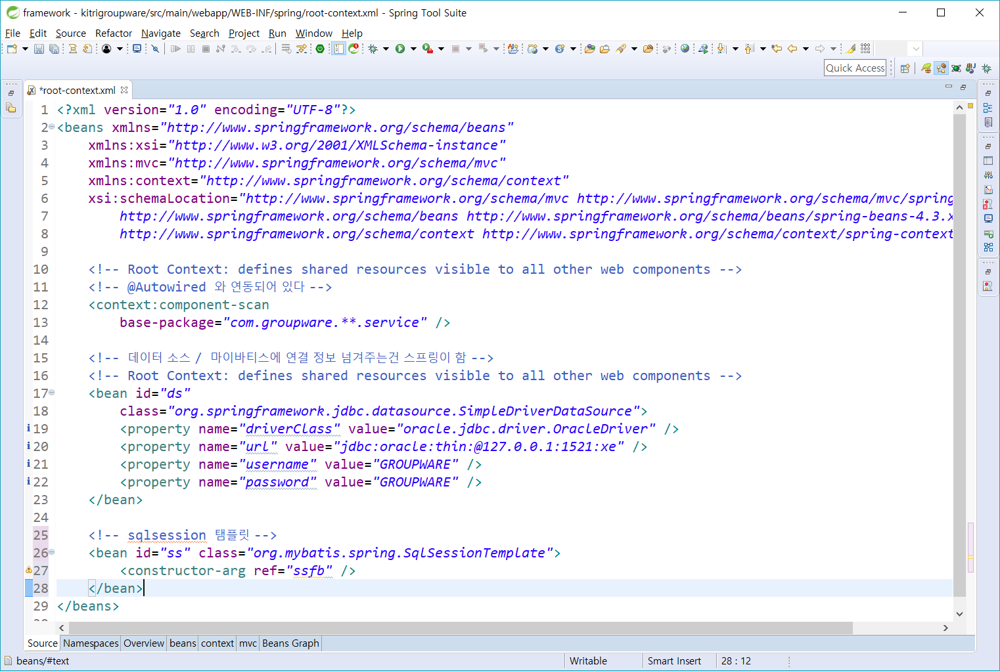 framework - kitrigroupware/src/main/webapp/WEB-INF/spring/root-context.xml - Spring Tool Suite
File Edit Source Refactor Navigate Search Project Run Window Help
Quick Access
*root-context.xml
1 <?xml version="1.0" encoding="UTF-8"?>
2 <beans xmlns="http://www.springframework.org/schema/beans"
3 xmlns:xsi="http://www.w3.org/2001/XMLSchema-instance"
4 xmlns:mvc="http://www.springframework.org/schema/mvc"
5 xmlns:context="http://www.springframework.org/schema/context"
6 xsi:schemaLocation="http://www.springframework.org/schema/mvc http://www.springframework.org/schema/mvc/spring
7 http://www.springframework.org/schema/beans http://www.springframework.org/schema/beans/spring-beans-4.3.x
8 http://www.springframework.org/schema/context http://www.springframework.org/schema/context/spring-context
9
10 <!-- Root Context: defines shared resources visible to all other web components -->
11 <!-- @Autowired 와 연동되어 있다 -->
12 <context:component-scan
13 base-package="com.groupware.**.service" />
14
15 <!-- 데이터 소스 / 마이바티스에 연결 정보 넘겨주는건 스프링이 함 -->
16 <!-- Root Context: defines shared resources visible to all other web components -->
17 <bean id="ds"
18 class="org.springframework.jdbc.datasource.SimpleDriverDataSource">
19 <property name="driverClass" value="oracle.jdbc.driver.OracleDriver" />
20 <property name="url" value="jdbc:oracle:thin:@127.0.0.1:1521:xe" />
21 <property name="username" value="GROUPWARE" />
22 <property name="password" value="GROUPWARE" />
23 </bean>
24
25 <!-- sqlsession 탬플릿 -->
26 <bean id="ss" class="org.mybatis.spring.SqlSessionTemplate">
27 <constructor-arg ref="ssfb" />
28 </bean>
29 </beans>
Source Namespaces Overview beans context mvc Beans Graph
beans/#text Writable Smart Insert 28 : 12